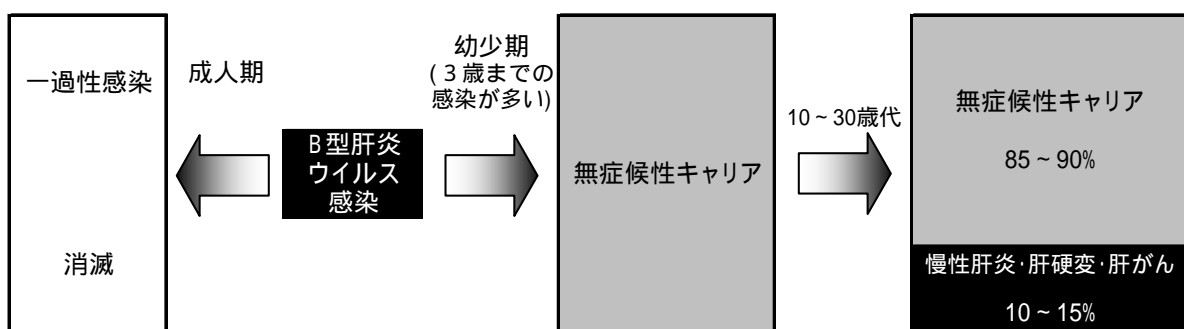 一過性感染
消滅
成人期
B型肝炎
ウイルス
感染
幼少期
(３歳までの
感染が多い)
無症候性キャリア
10～30歳代
無症候性キャリア
85～90%
慢性肝炎･肝硬変･肝がん
10～15%